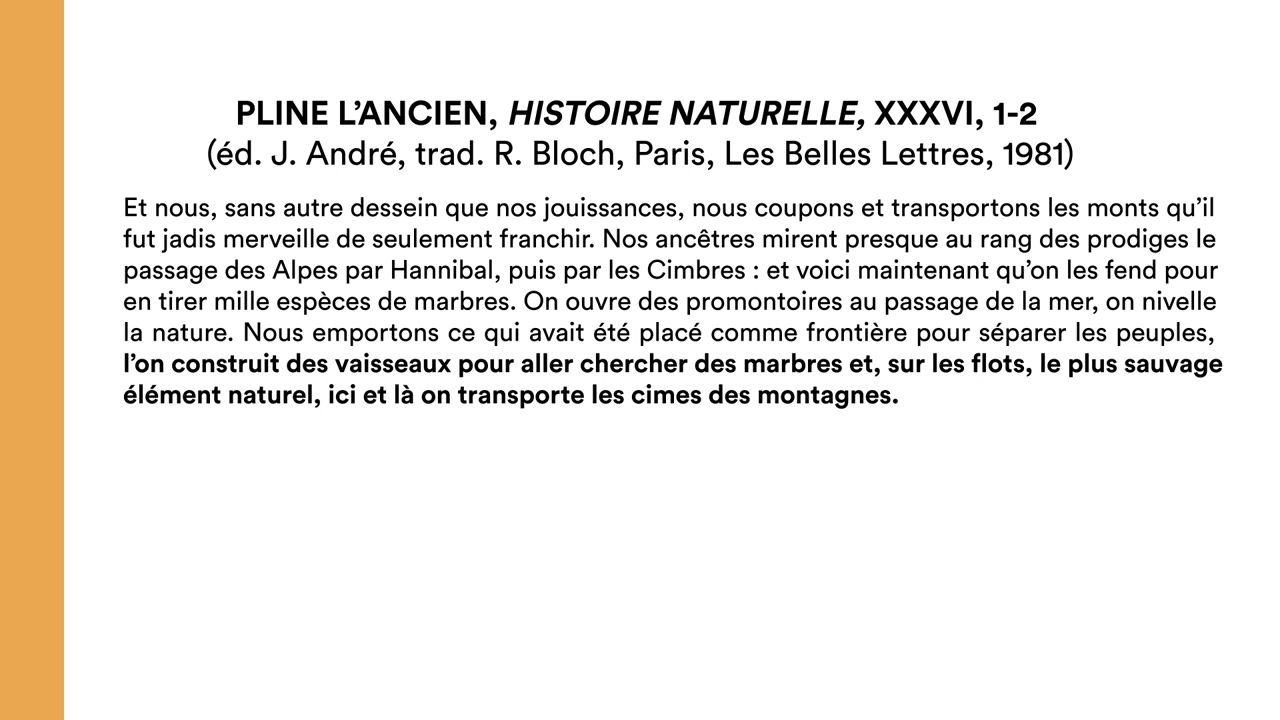 PLINE L’ANCIEN, HISTOIRE NATURELLE, XXXVI, 1-2
(éd. J. André, trad. R. Bloch, Paris, Les Belles Lettres, 1981)
Et nous, sans autre dessein que nos jouissances, nous coupons et transportons les monts qu’il
fut jadis merveille de seulement franchir. Nos ancêtres mirent presque au rang des prodiges le
passage des Alpes par Hannibal, puis par les Cimbres : et voici maintenant qu’on les fend pour
en tirer mille espèces de marbres. On ouvre des promontoires au passage de la mer, on nivelle
la nature. Nous emportons ce qui avait été placé comme frontière pour séparer les peuples,
l’on construit des vaisseaux pour aller chercher des marbres et, sur les flots, le plus sauvage
élément naturel, ici et là on transporte les cimes des montagnes.